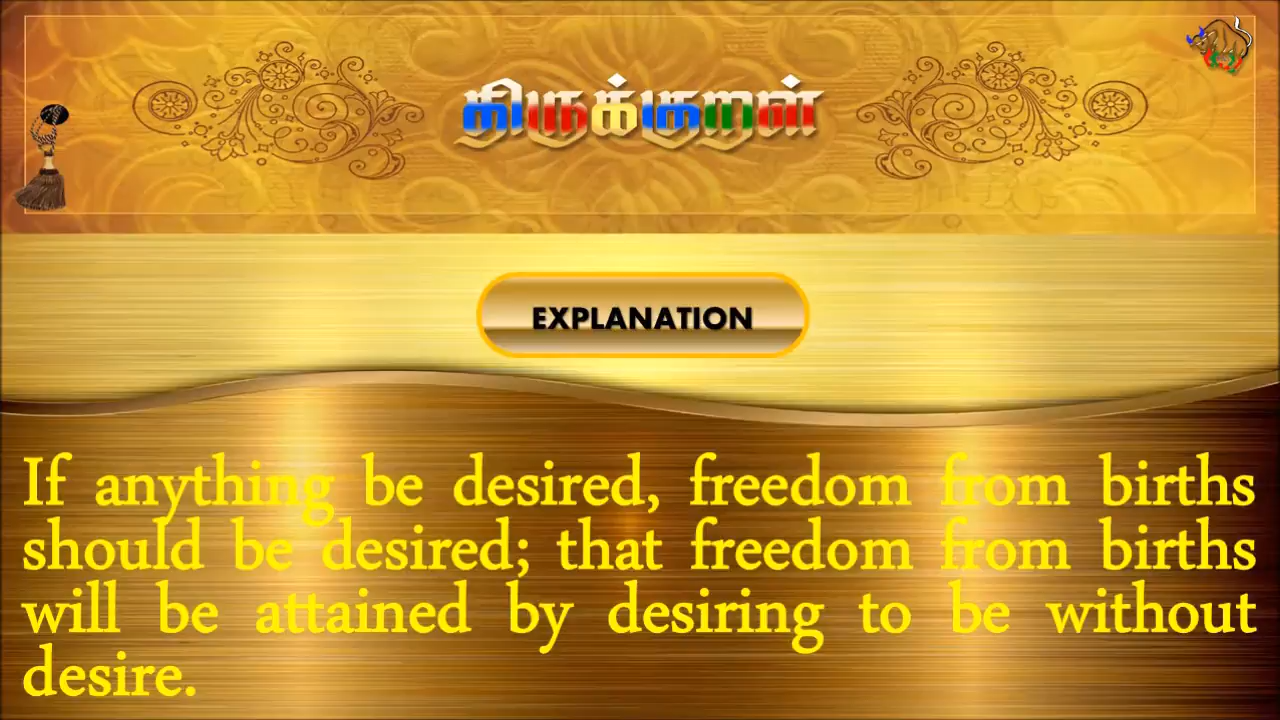 திருக்குறள்
EXPLANATION
If anything be desired, freedom from births
should be desired; that freedom from births
will be attained by desiring to be without
desire.